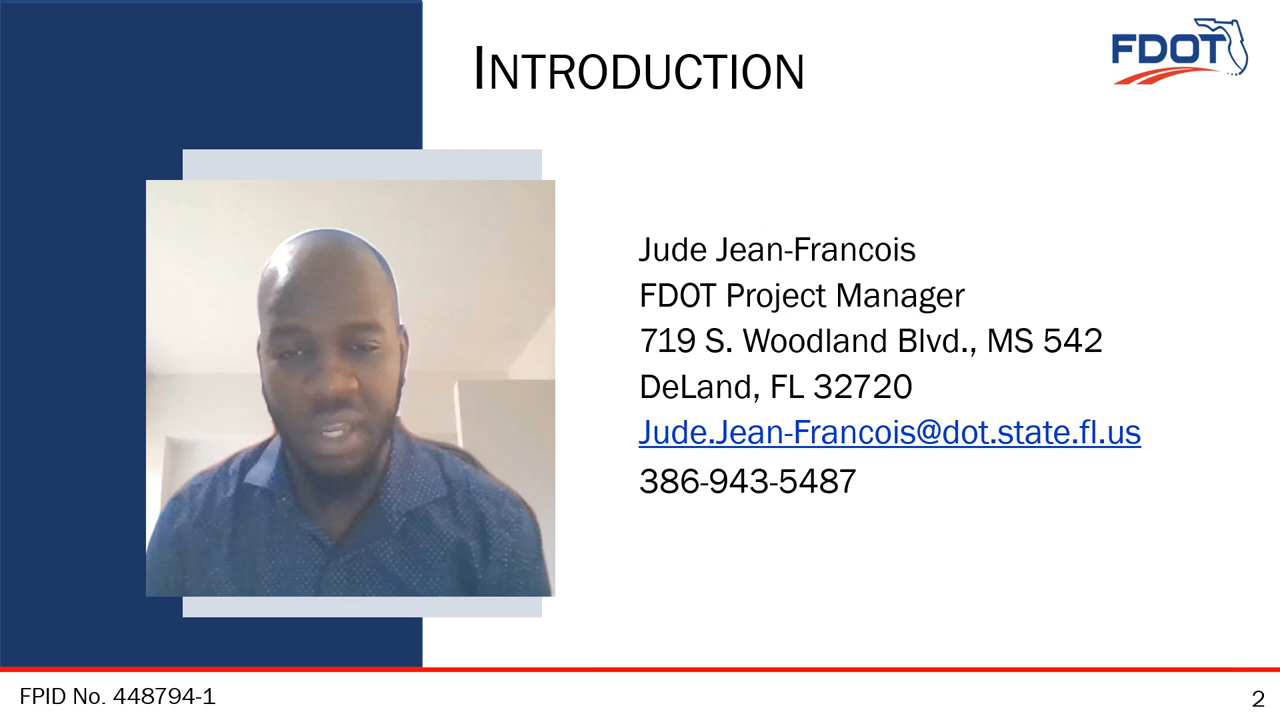 INTRODUCTION
FDOT
Jude Jean-Francois
FDOT Project Manager
719 S. Woodland Blvd., MS 542
DeLand, FL 32720
Jude.Jean-Francois@dot.state.fl.us
386-943-5487
FPID No. 448794-1
2